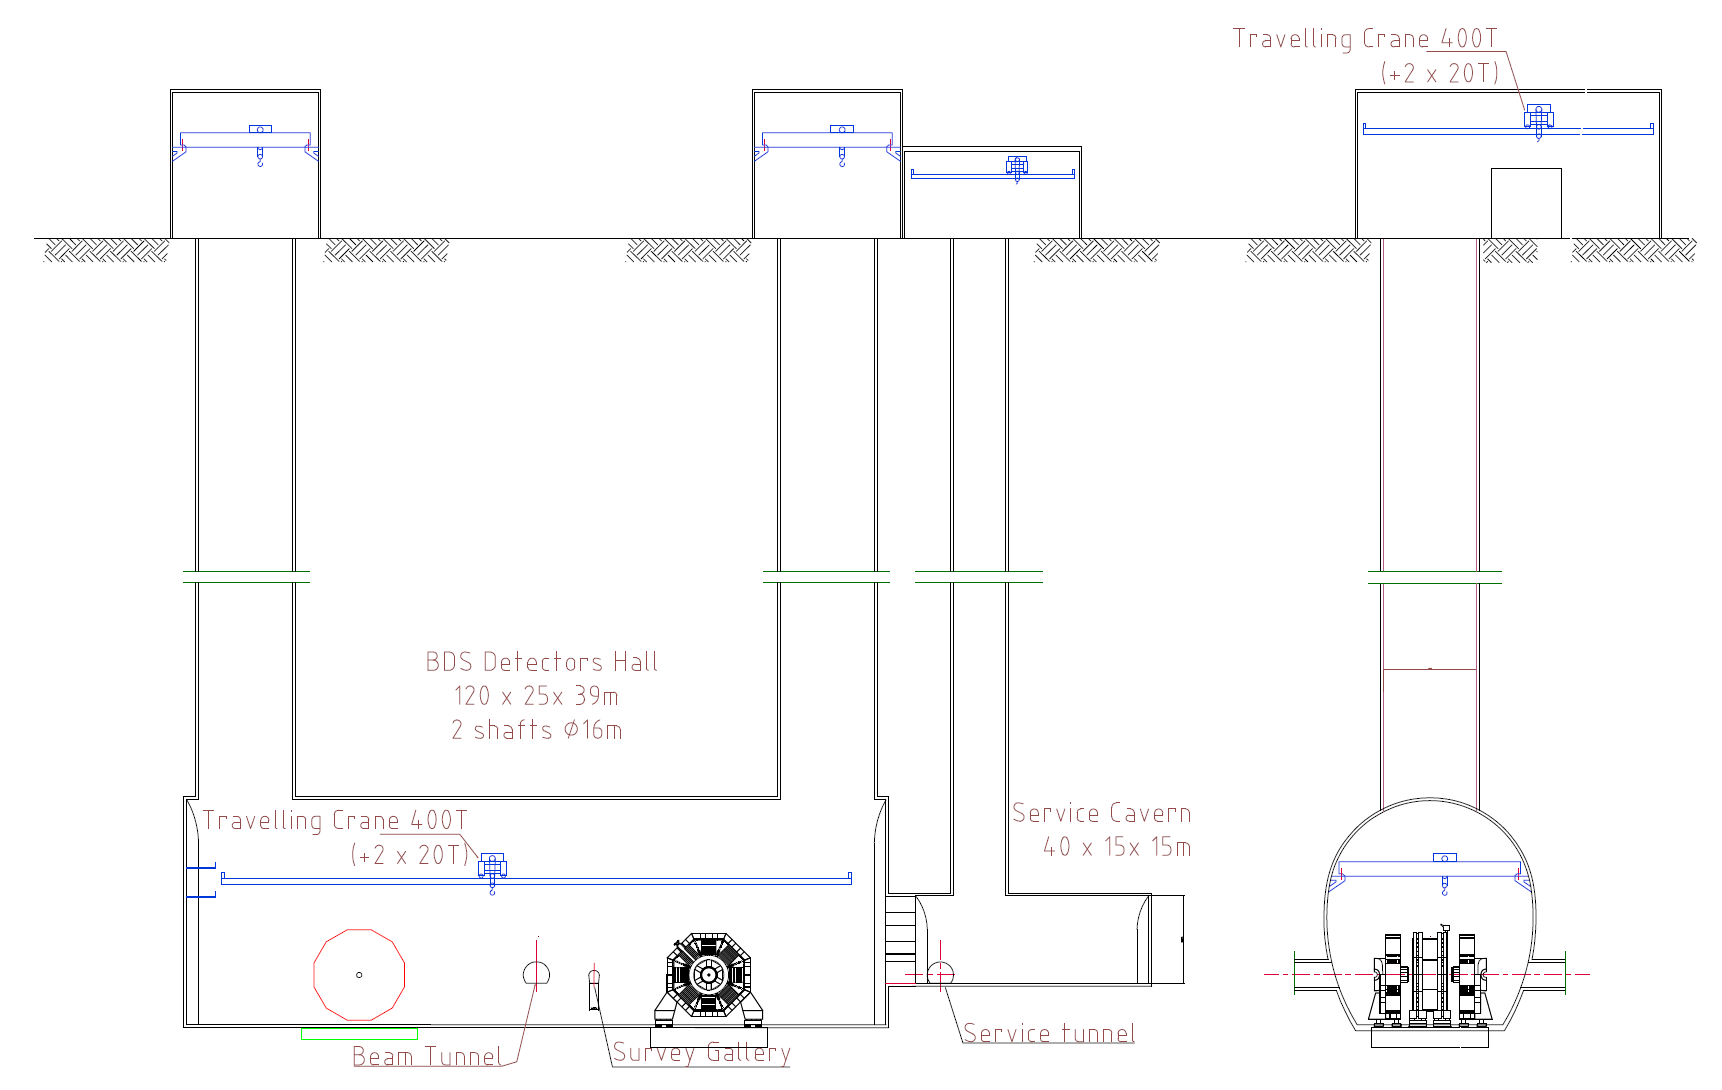 Travelling Crane 400T
(+2 x 20T)
BDS Detectors Hall
120 x 25x 39m
2 shafts Ø16m
Travelling Crane 400T
(+2 x 20T)
Service Cavern
40 x 15x 15m
Service tunnel
Beam Tunnel
Survey Gallery